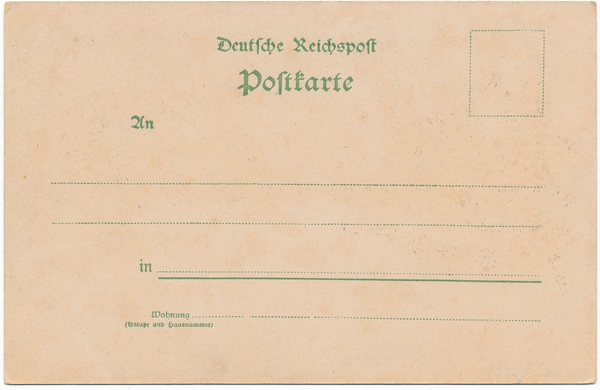 Deutſche Reichspoſt
Poſtkarte
An
in
Wohnung
(Straße und Hausnummer)